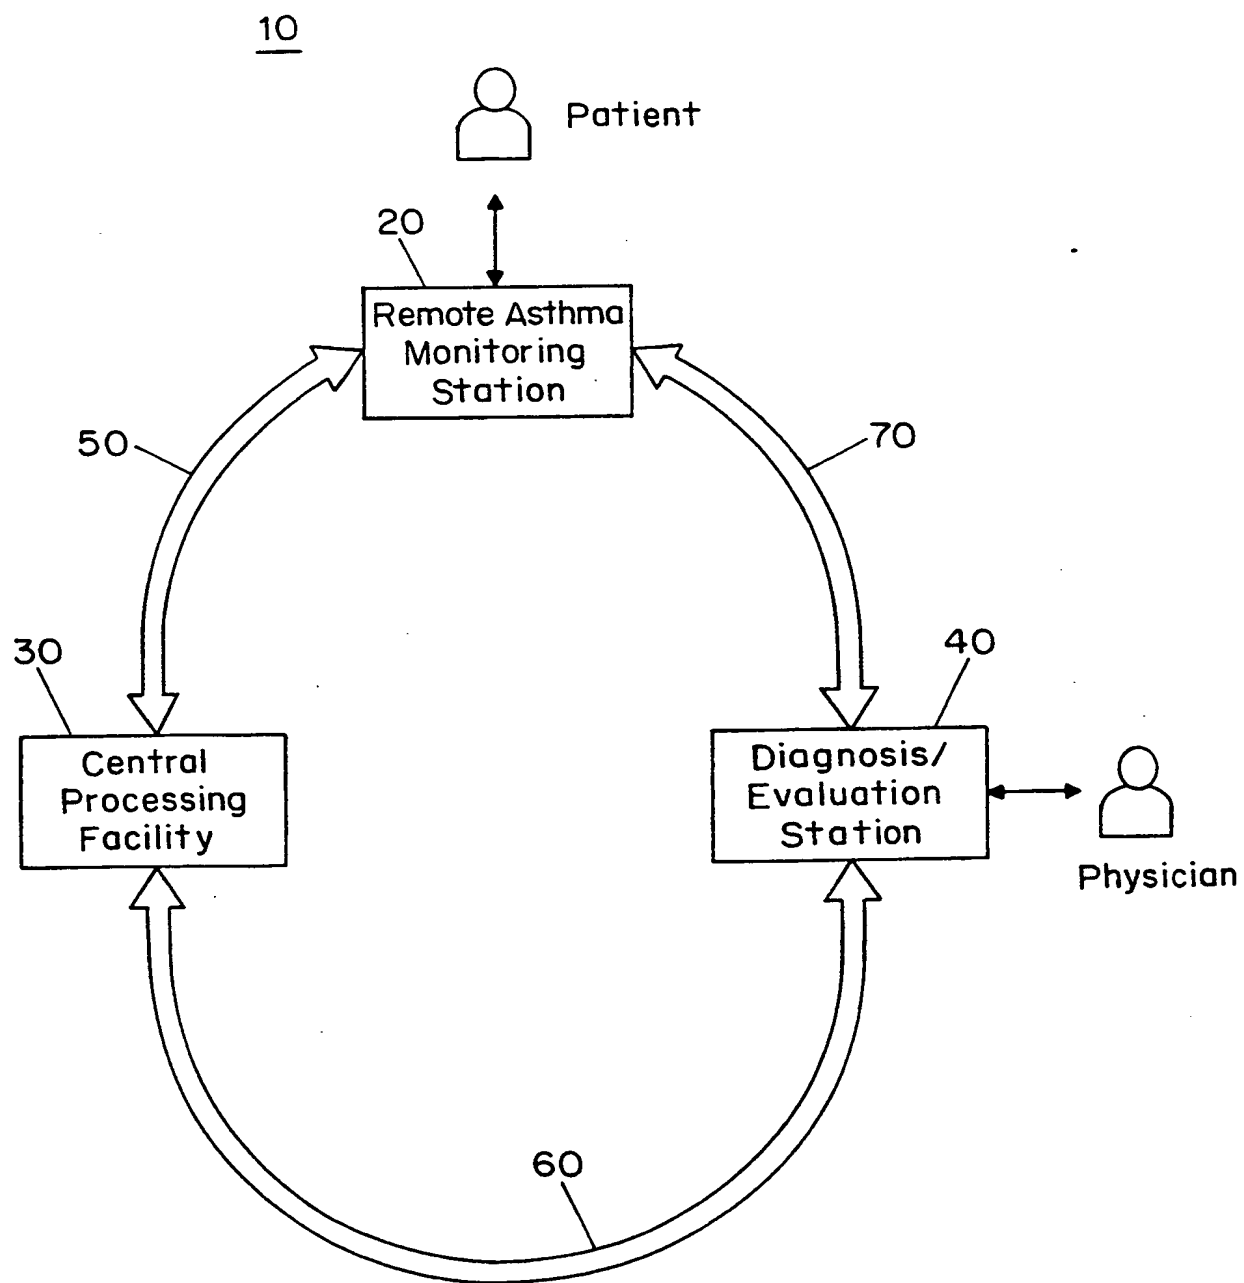 10
Patient
20
Remote Asthma
Monitoring
Station
50
70
30
40
Central
Processing
Facility
Diagnosis/
Evaluation
Station
Physician
60